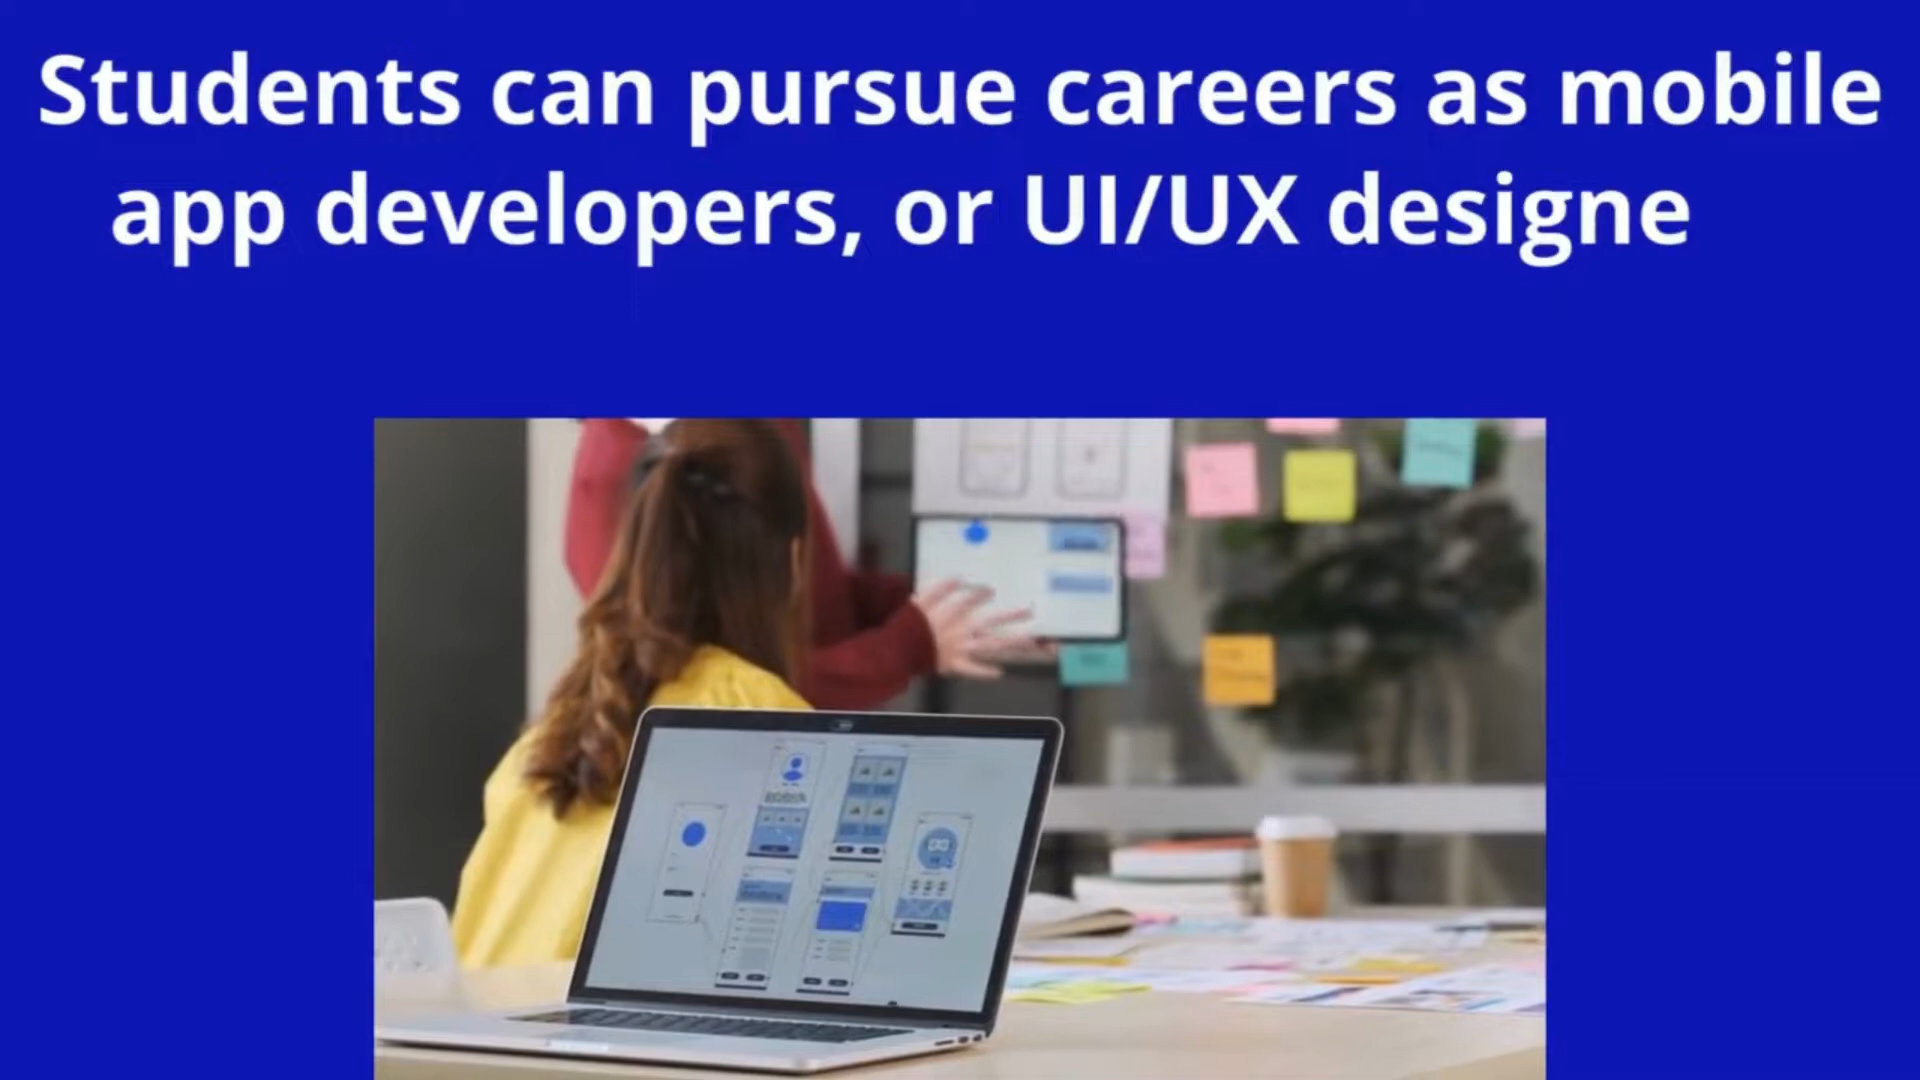 Students can pursue careers as mobile
app developers, or UI/UX designe